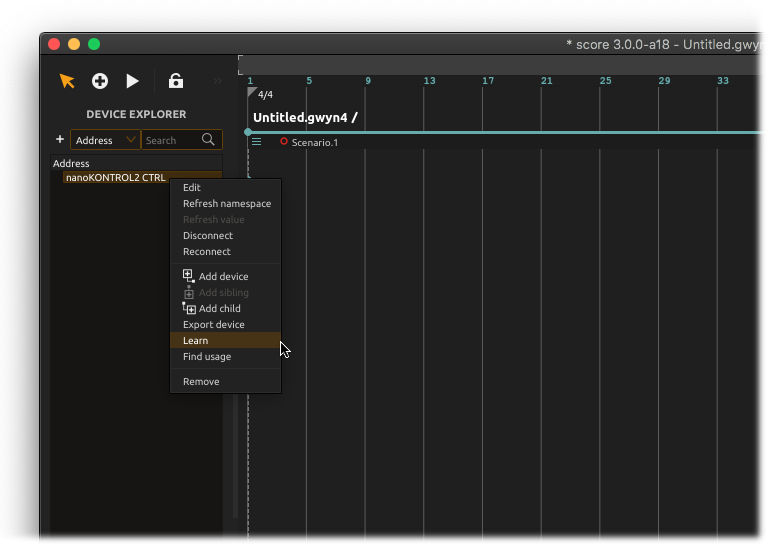 * score 3.0.0-a18 - Untitled.gwyn
DEVICE EXPLORER
+ Address Search
Address
nanoKONTROL2 CTRL
1 5 9 13 17 21 25 29 33
4/4
Untitled.gwyn4 /
Scenario.1
Edit
Refresh namespace
Refresh value
Disconnect
Reconnect
Add device
Add sibling
Add child
Export device
Learn
Find usage
Remove